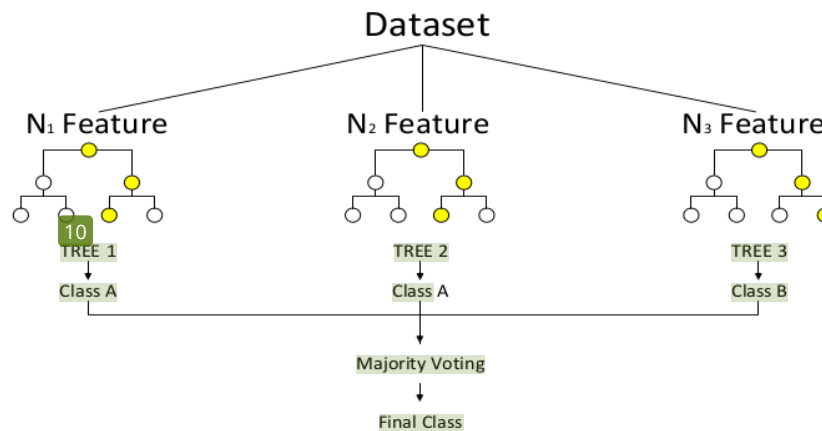 Dataset
N1 Feature N2 Feature N3 Feature
10
TREE 1 TREE 2 TREE 3
Class A Class A Class B
Majority Voting
Final Class